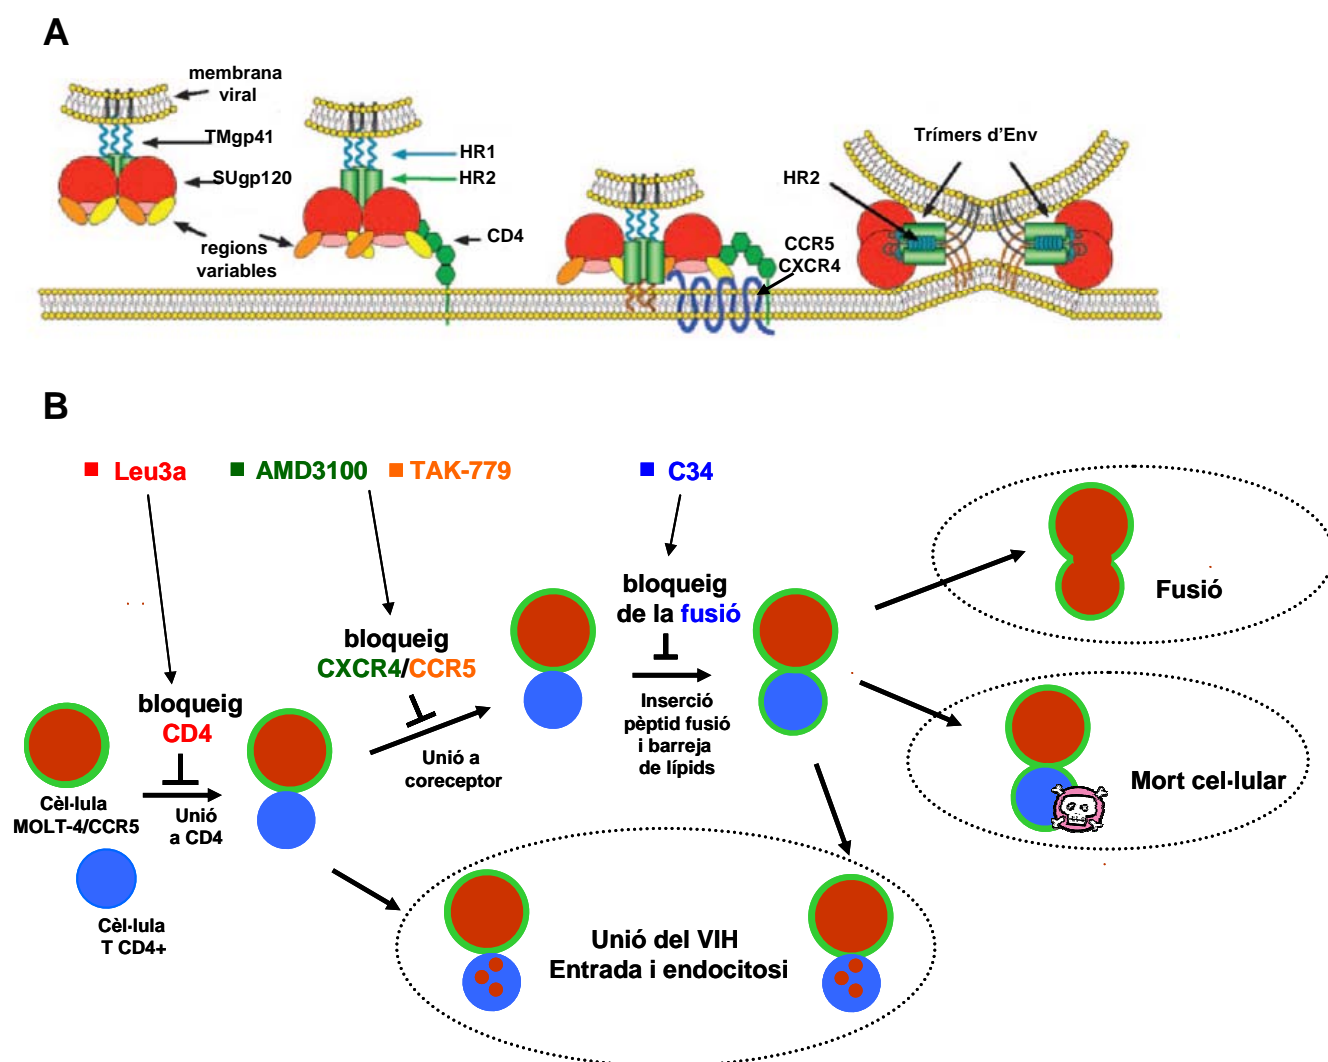 A
membrana
viral
TMgp41
SUgp120
regions
variables
HR1
HR2
CD4
CCR5
CXCR4
HR2
Trímers d’Env
B
Leu3a
AMD3100
TAK-779
C34
bloqueig
CD4
bloqueig
CXCR4/CCR5
bloqueig
de la fusió
Cèl·lula
MOLT-4/CCR5
Unió
a CD4
Cèl·lula
T CD4+
Unió a
coreceptor
Inserció
pèptid fusió
i barreja
de lípids
Fusió
Mort cel·lular
Unió del VIH
Entrada i endocitosi